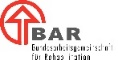 BAR
Bundesarbeitsgemeinschaft
für Rehabilitation